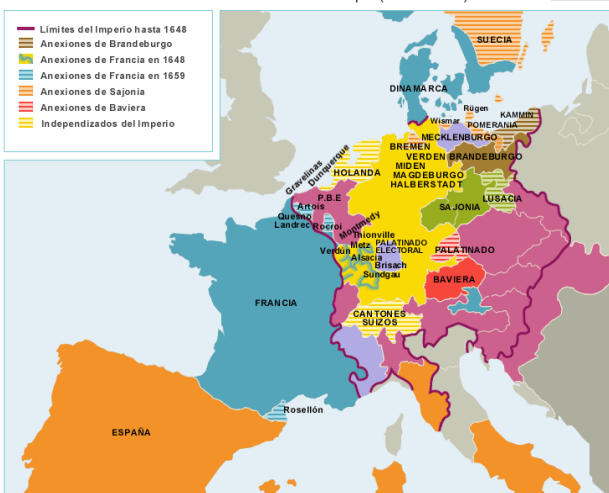 Límites del Imperio hasta 1648
Anexiones de Brandeburgo
Anexiones de Francia en 1648
Anexiones de Francia en 1659
Anexiones de Sajonia
Anexiones de Baviera
Independizados del Imperio
SUECIA
DINAMARCA
Rügen
KAMMIN
Wismar
POMERANIA
MECKLENBURGO
BREMEN
VERDEN
BRANDEBURGO
MIDEN
MAGDEBURGO
HALBERSTADT
Gravelinas
Dunquerque
HOLANDA
P.B.E
Artois
Quesno
Landrec
Rocroi
Montmedy
LUSACIA
SAJONIA
Thionville
Metz
Verdun
PALATINADO
ELECTORAL
Alsacia
Brisach
Sundgau
PALATINADO
BAVIERA
FRANCIA
CANTONES
SUIZOS
Rosellón
ESPAÑA